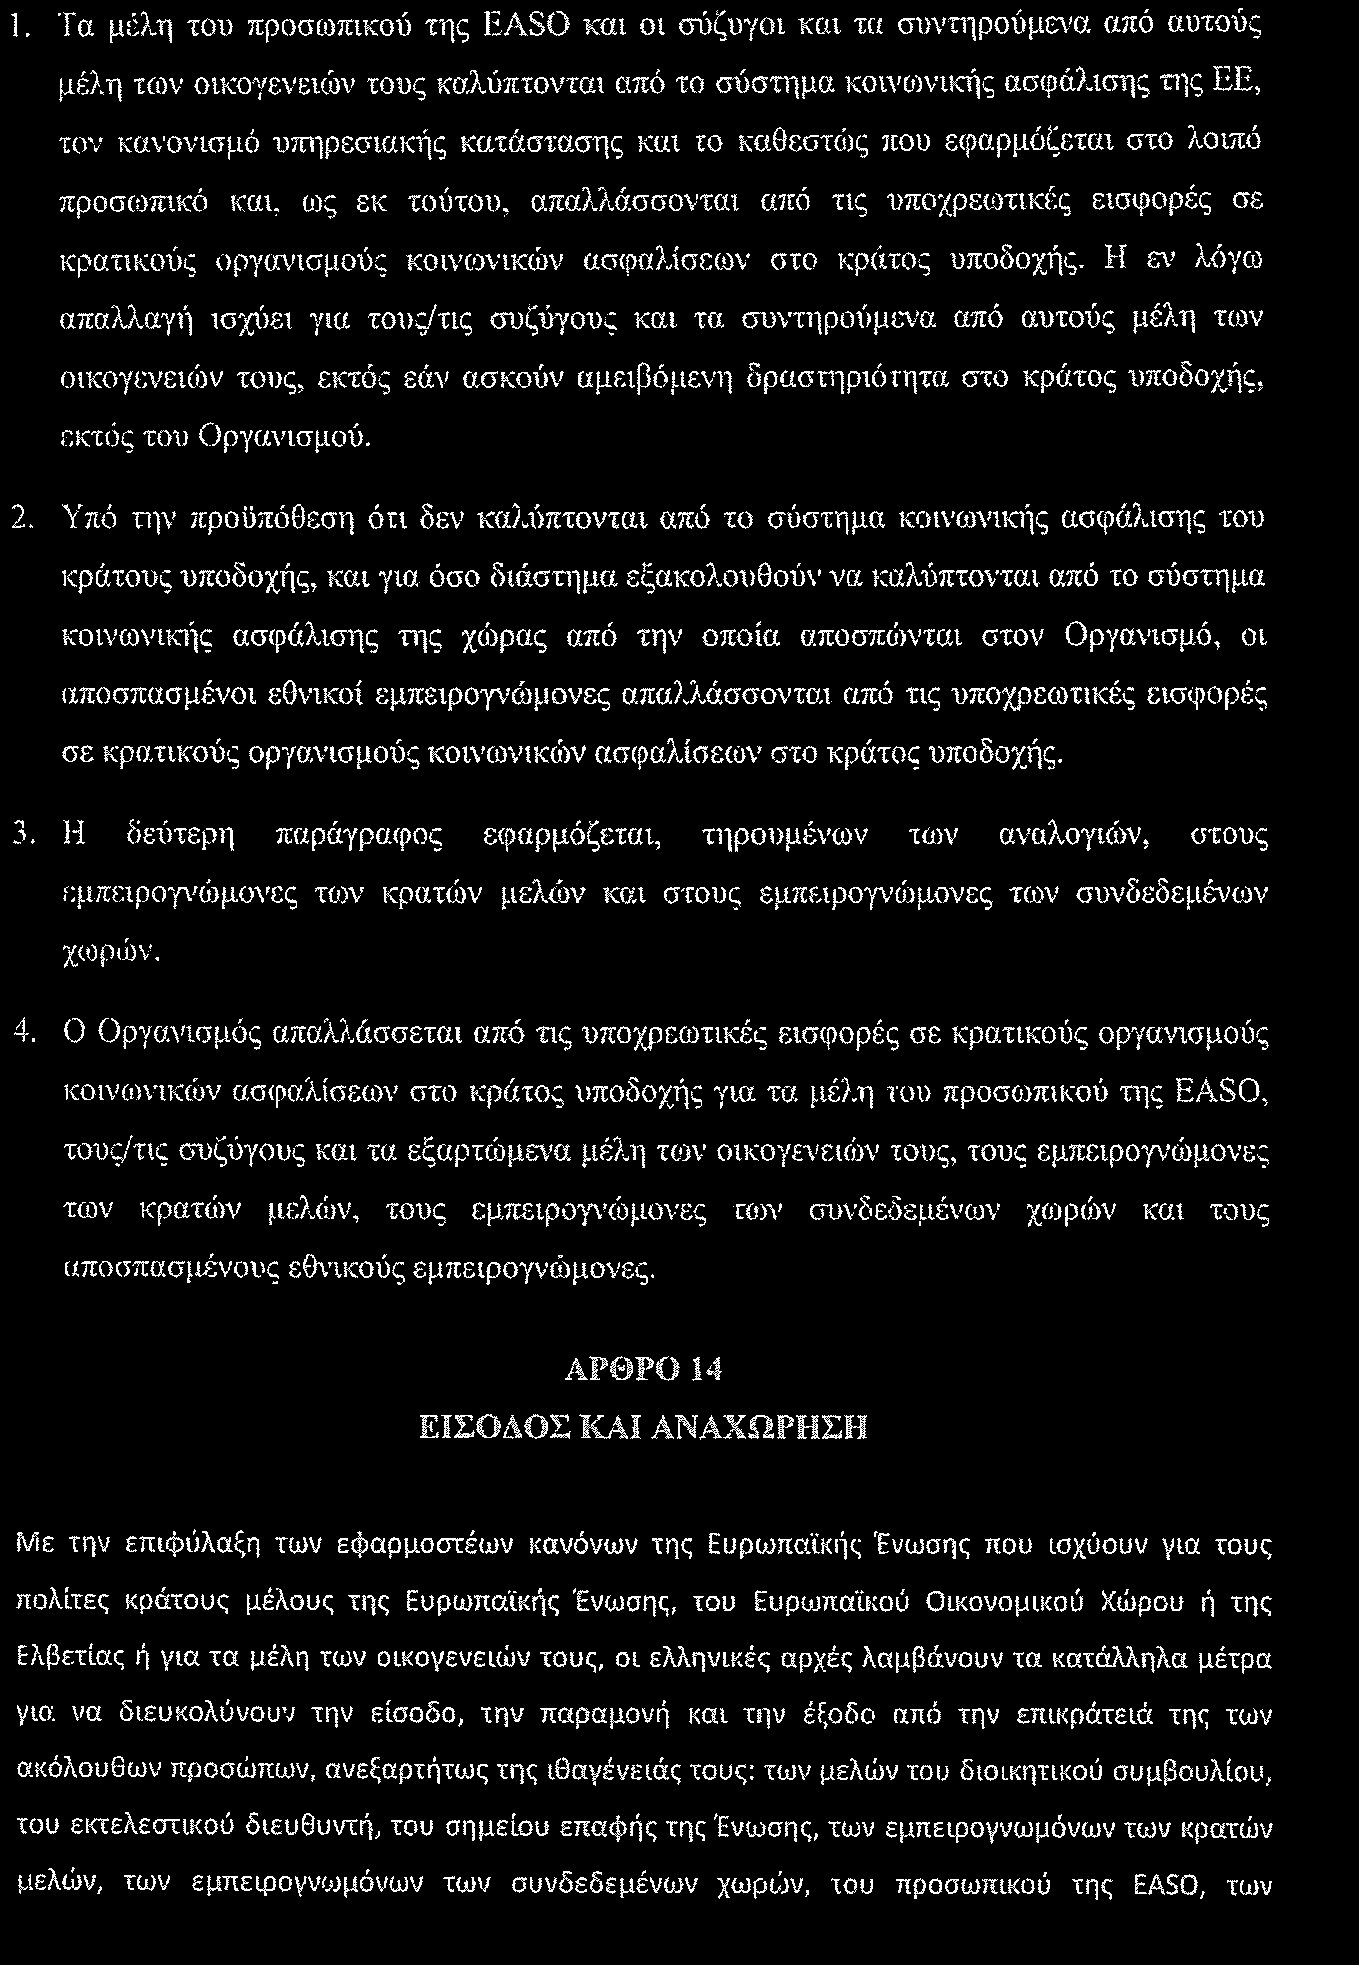 1. Τα μέλη του προσωπικού της EASO και οι σύζυγοι και τα συντηρούμενα από αυτούς
μέλη των οικογενειών τους καλύπτονται από το σύστημα κοινωνικής ασφάλισης της ΕΕ,
τον κανονισμό υπηρεσιακής κατάστασης και το καθεστώς που εφαρμόζεται στο λοιπό
προσωπικό και, ως εκ τούτου, απαλλάσσονται από τις υποχρεωτικές εισφορές σε
κρατικούς οργανισμούς κοινωνικών ασφαλίσεων στο κράτος υποδοχής. Η εν λόγω
απαλλαγή ισχύει για τους/τις συζύγους και τα συντηρούμενα από αυτούς μέλη των
οικογενειών τους, εκτός εάν ασκούν αμειβόμενη δραστηριότητα στο κράτος υποδοχής,
εκτός του Οργανισμού.
2. Υπό την προϋπόθεση ότι δεν καλύπτονται από το σύστημα κοινωνικής ασφάλισης του
κράτους υποδοχής, και για όσο διάστημα εξακολουθούν να καλύπτονται από το σύστημα
κοινωνικής ασφάλισης της χώρας από την οποία αποσπώνται στον Οργανισμό, οι
αποσπασμένοι εθνικοί εμπειρογνώμονες απαλλάσσονται από τις υποχρεωτικές εισφορές
σε κρατικούς οργανισμούς κοινωνικών ασφαλίσεων στο κράτος υποδοχής.
3. Η δεύτερη παράγραφος εφαρμόζεται, τηρουμένων των αναλογιών, στους
εμπειρογνώμονες των κρατών μελών και στους εμπειρογνώμονες των συνδεδεμένων
χωρών.
4. Ο Οργανισμός απαλλάσσεται από τις υποχρεωτικές εισφορές σε κρατικούς οργανισμούς
κοινωνικών ασφαλίσεων στο κράτος υποδοχής για τα μέλη του προσωπικού της EASO,
τους/τις συζύγους και τα εξαρτώμενα μέλη των οικογενειών τους, τους εμπειρογνώμονες
των κρατών μελών, τους εμπειρογνώμονες των συνδεδεμένων χωρών και τους
αποσπασμένους εθνικούς εμπειρογνώμονες.
ΑΡΘΡΟ 14
ΕΙΣΟΔΟΣ ΚΑΙ ΑΝΑΧΩΡΗΣΗ
Με την επιφύλαξη των εφαρμοστέων κανόνων της Ευρωπαϊκής Ένωσης που ισχύουν για τους
πολίτες κράτους μέλους της Ευρωπαϊκής Ένωσης, του Ευρωπαϊκού Οικονομικού Χώρου ή της
Ελβετίας ή για τα μέλη των οικογενειών τους, οι ελληνικές αρχές λαμβάνουν τα κατάλληλα μέτρα
για να διευκολύνουν την είσοδο, την παραμονή και την έξοδο από την επικράτειά της των
ακόλουθων προσώπων, ανεξαρτήτως της ιθαγένειάς τους: των μελών του διοικητικού συμβουλίου,
του εκτελεστικού διευθυντή, του σημείου επαφής της Ένωσης, των εμπειρογνωμόνων των κρατών
μελών, των εμπειρογνωμόνων των συνδεδεμένων χωρών, του προσωπικού της EASO, των